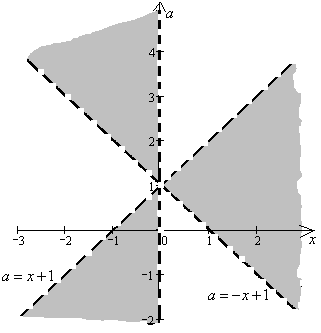 a
4
3
2
1
-3 -2 -1 0 1 2 x
a = x+1
-1
a = -x+1
-2